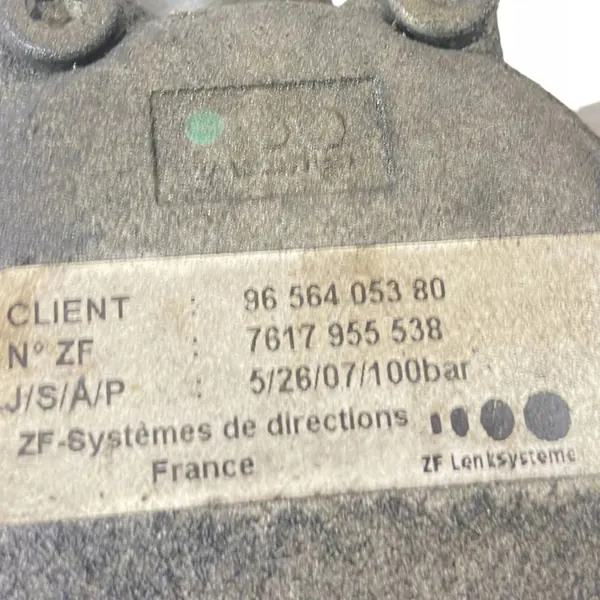 CLIENT : 96 564 053 80
N° ZF : 7617 955 538
J/S/A/P : 5/26/07/100bar
ZF-Systèmes de directions
France
ZF Lenksysteme